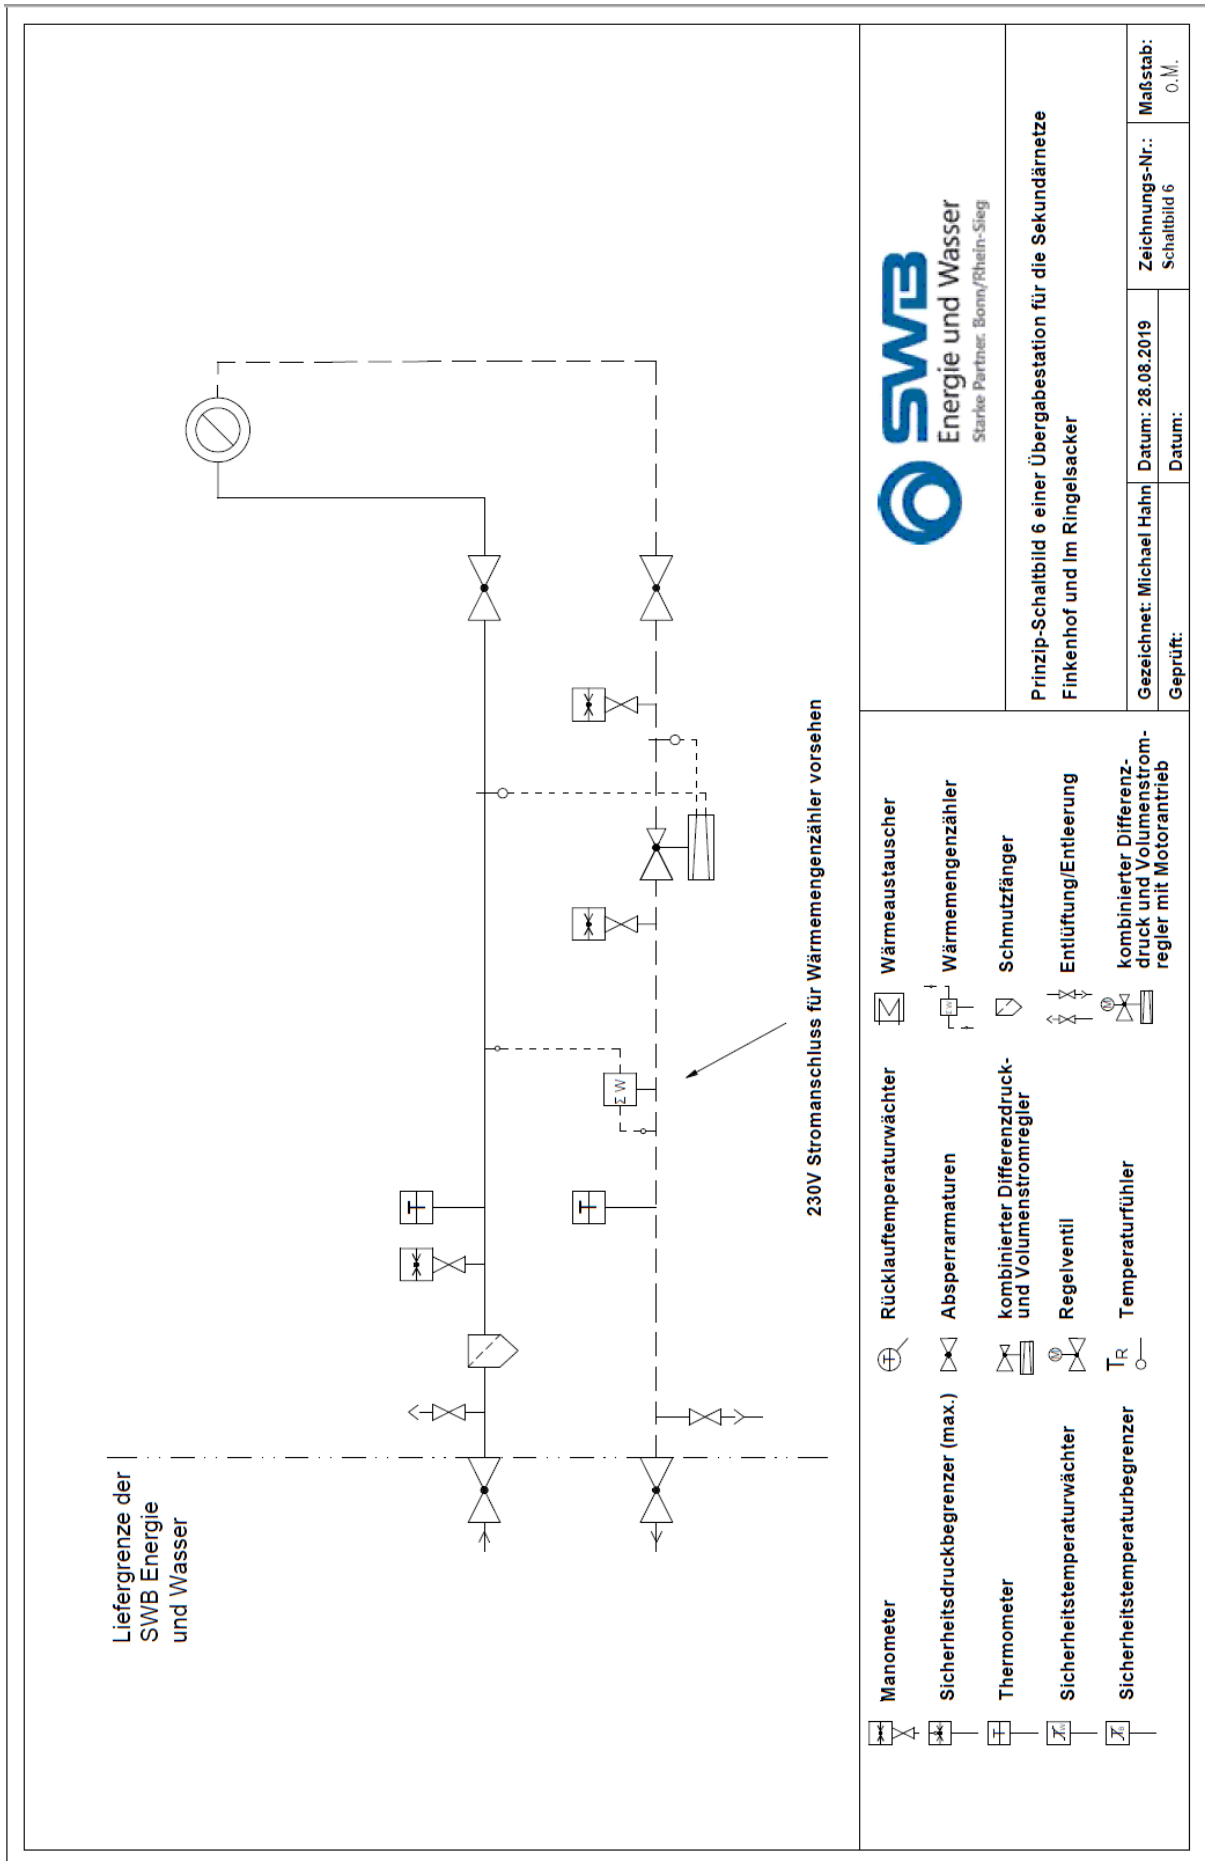 Liefergrenze der
SWB Energie
und Wasser
T
T
Σ W
230V Stromanschluss für Wärmemengenzähler vorsehen
Manometer
Sicherheitsdruckbegrenzer (max.)
T
Thermometer
Sicherheitstemperaturwächter
Sicherheitstemperaturbegrenzer
T
Rücklauftemperaturwächter
Absperrarmaturen
kombinierter Differenzdruck-
und Volumenstromregler
M
Regelventil
TR
Temperaturfühler
Wärmeaustauscher
Σ W
Wärmemengenzähler
Schmutzfänger
Entlüftung/Entleerung
M
kombinierter Differenz-
druck und Volumenstrom-
regler mit Motorantrieb
SWB
Energie und Wasser
Starke Partner. Bonn/Rhein-Sieg
Prinzip-Schaltbild 6 einer Übergabestation für die Sekundärnetze
Finkenhof und Im Ringelsacker
Gezeichnet: Michael Hahn
Datum: 28.08.2019
Zeichnungs-Nr.:
Schaltbild 6
Maßstab:
O.M.
Geprüft:
Datum: